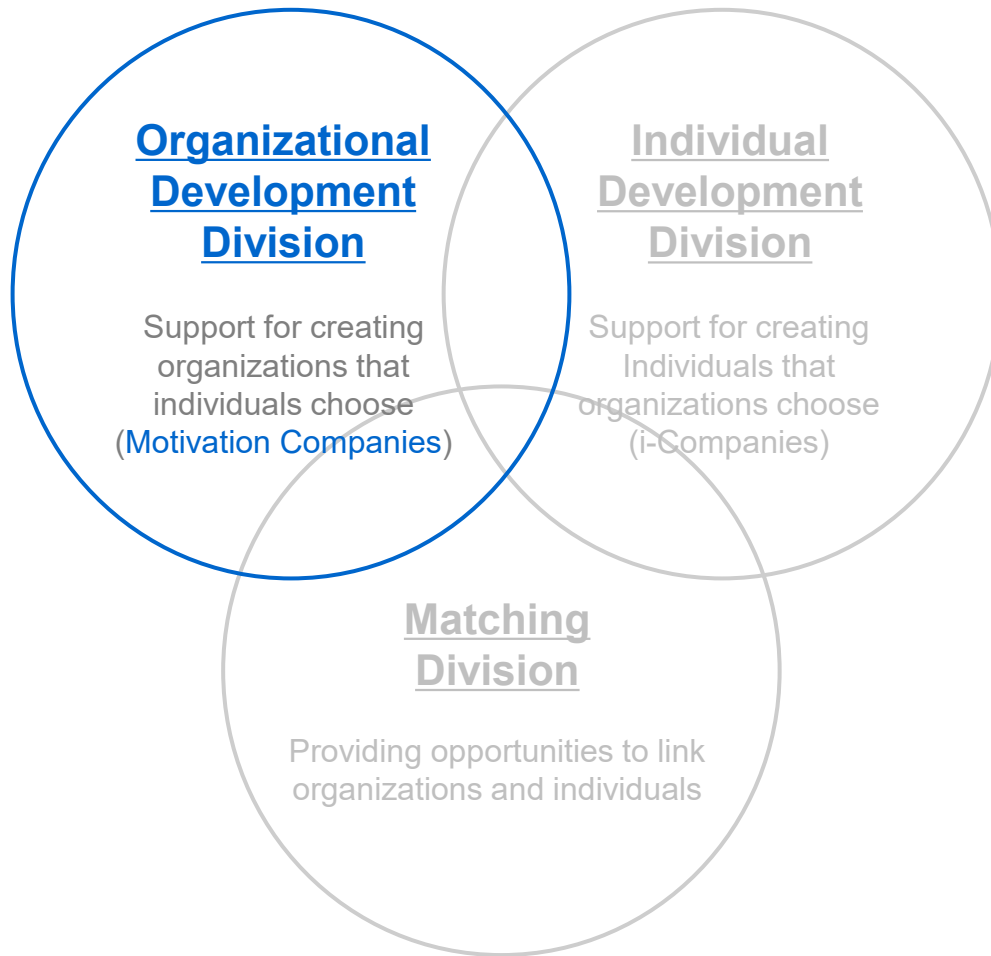 Organizational
Development
Division
Support for creating
organizations that
individuals choose
(Motivation Companies)
Individual
Development
Division
Support for creating
Individuals that
organizations choose
(i-Companies)
Matching
Division
Providing opportunities to link
organizations and individuals